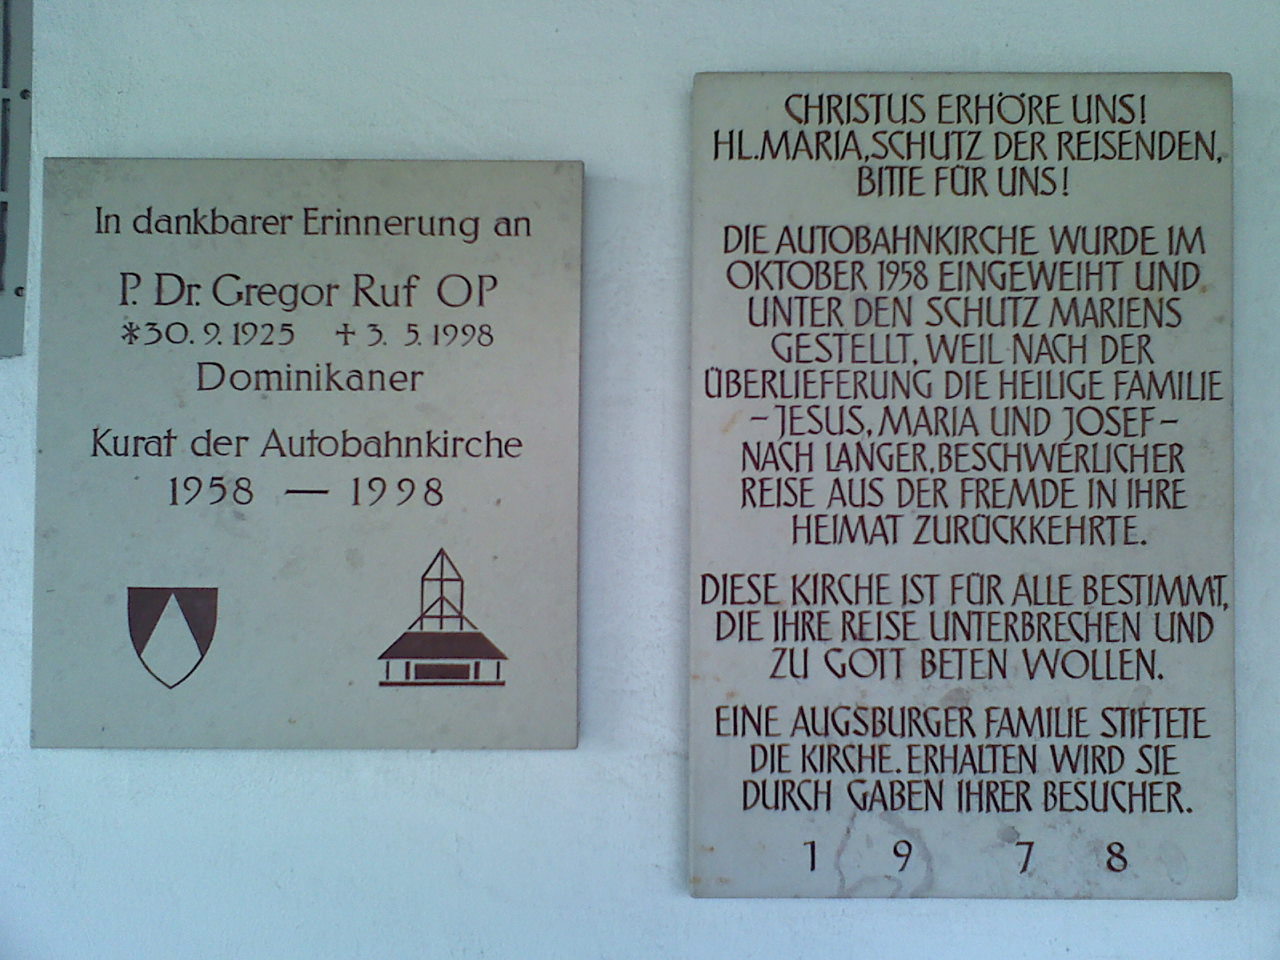 In dankbarer Erinnerung an
P. Dr. Gregor Ruf OP
*30. 9. 1925 ✝ 3. 5. 1998
Dominikaner
Kurat der Autobahnkirche
1958 — 1998
CHRISTUS ERHÖRE UNS!
HL. MARIA, SCHUTZ DER REISENDEN,
BITTE FÜR UNS!
DIE AUTOBAHNKIRCHE WURDE IM
OKTOBER 1958 EINGEWEIHT UND
UNTER DEN SCHUTZ MARIENS
GESTELLT, WEIL NACH DER
ÜBERLIEFERUNG DIE HEILIGE FAMILIE
– JESUS, MARIA UND JOSEF –
NACH LANGER, BESCHWERLICHER
REISE AUS DER FREMDE IN IHRE
HEIMAT ZURÜCKKEHRTE.
DIESE KIRCHE IST FÜR ALLE BESTIMMT,
DIE IHRE REISE UNTERBRECHEN UND
ZU GOTT BETEN WOLLEN.
EINE AUGSBURGER FAMILIE STIFTETE
DIE KIRCHE. ERHALTEN WIRD SIE
DURCH GABEN IHRER BESUCHER.
1 9 7 8